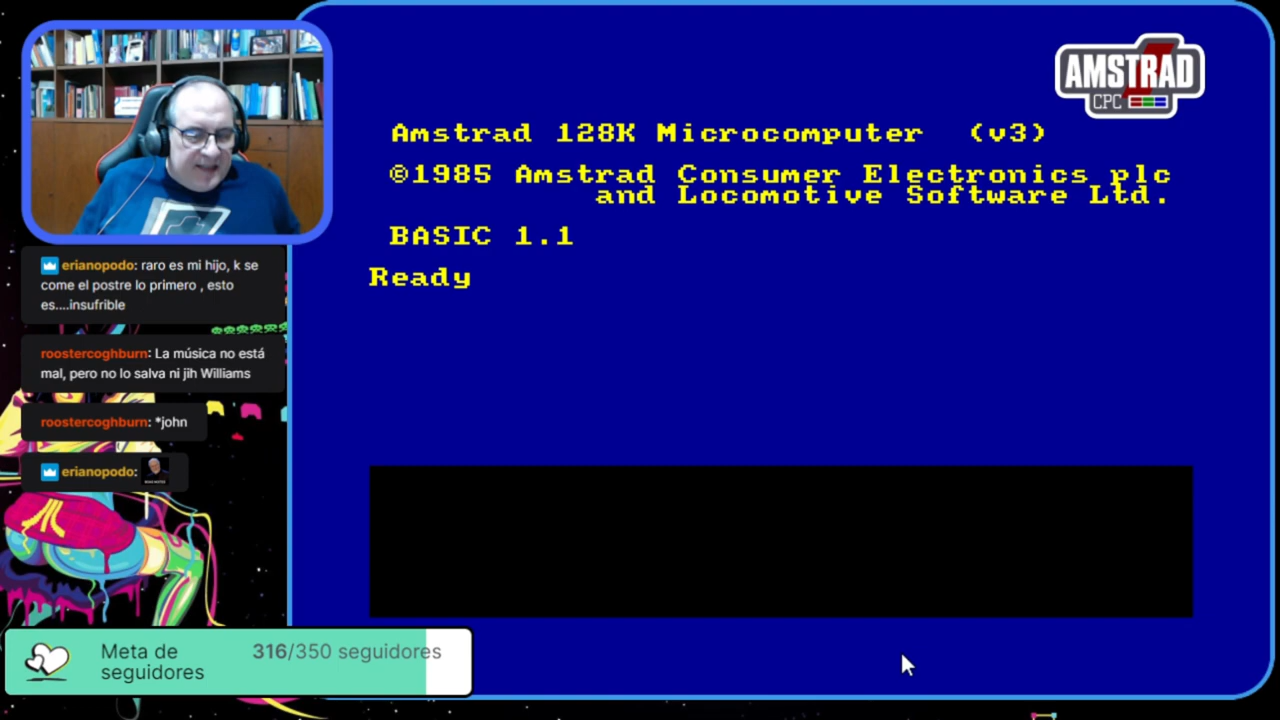 AMSTRAD
CPC
Amstrad 128K Microcomputer (v3)
©1985 Amstrad Consumer Electronics plc
and Locomotive Software Ltd.
BASIC 1.1
Ready
erianopodo: raro es mi hijo, k se
come el postre lo primero , esto
es....insufrible
roostercoghburn: La música no está
mal, pero no lo salva ni jih Williams
roostercoghburn: *john
erianopodo:
Meta de
seguidores
316/350 seguidores